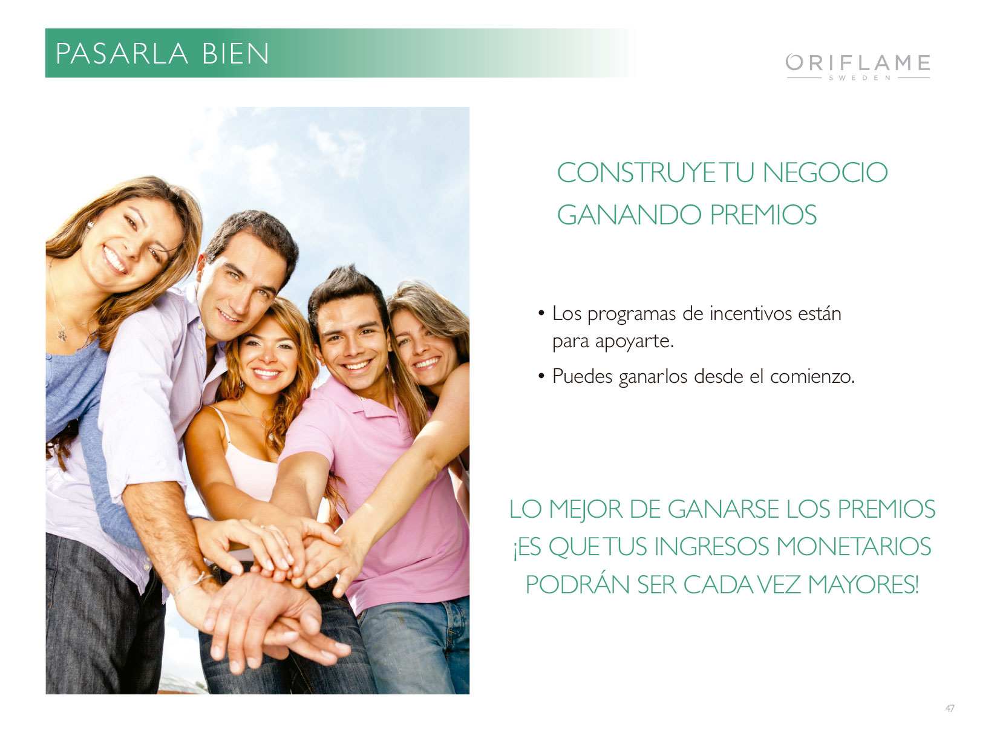 PASARLA BIEN
ORIFLAME
SWEDEN
CONSTRUYE TU NEGOCIO
GANANDO PREMIOS
• Los programas de incentivos están
para apoyarte.
• Puedes ganarlos desde el comienzo.
LO MEJOR DE GANARSE LOS PREMIOS
¡ES QUE TUS INGRESOS MONETARIOS
PODRÁN SER CADA VEZ MAYORES!
47